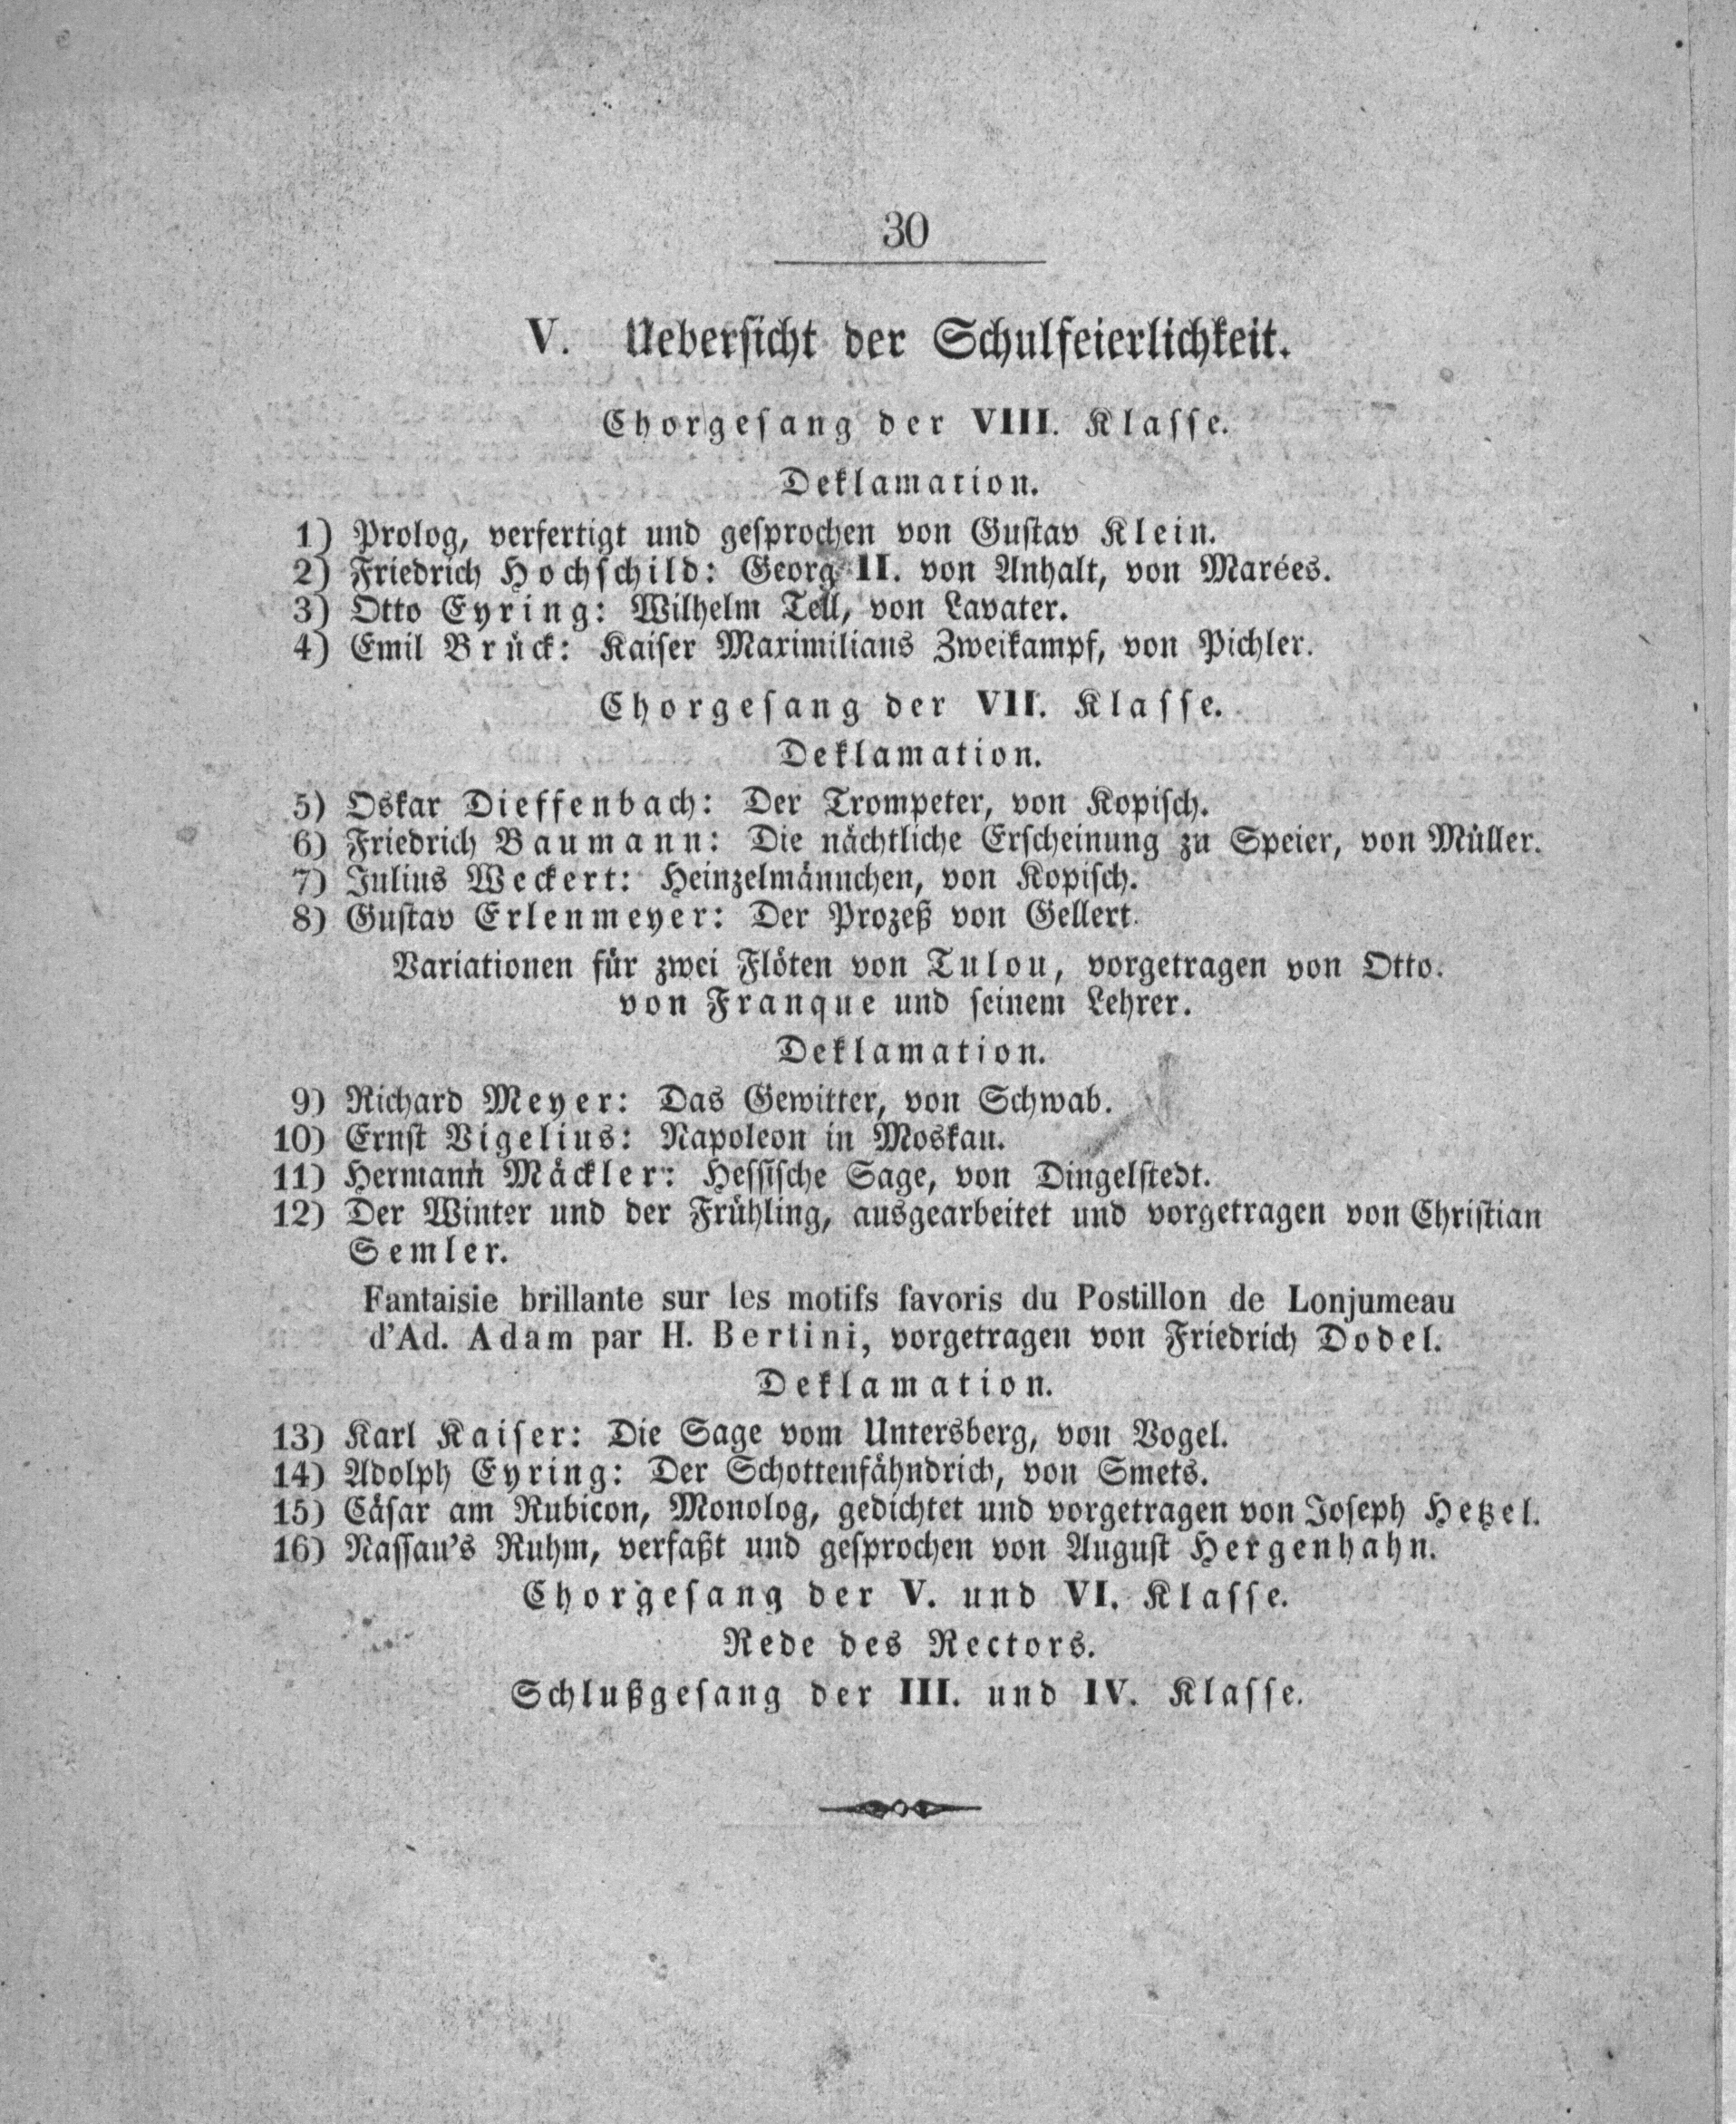 30
V. Uebersicht der Schulfeierlichkeit.
Chorgesang der VIII. Klasse.
Deklamation.
1) Prolog, verfertigt und gesprochen von Gustav Klein.
2) Friedrich Hochschild: Georg II. von Anhalt, von Marées.
3) Otto Eyring: Wilhelm Tell, von Lavater.
4) Emil Brück: Kaiser Maximilians Zweikampf, von Pichler.
Chorgesang der VII. Klasse.
Deklamation.
5) Oskar Dieffenbach: Der Trompeter, von Kopisch.
6) Friedrich Baumann: Die nächtliche Erscheinung zu Speier, von Müller.
7) Julius Weckert: Heinzelmännchen, von Kopisch.
8) Gustav Erlenmeyer: Der Prozeß von Gellert.
Variationen für zwei Flöten von Tulou, vorgetragen von Otto.
von Franque und seinem Lehrer.
Deklamation.
9) Richard Meyer: Das Gewitter, von Schwab.
10) Ernst Vigelius: Napoleon in Moskau.
11) Hermann Mäckler: Hessische Sage, von Dingelstedt.
12) Der Winter und der Frühling, ausgearbeitet und vorgetragen von Christian
Semler.
Fantaisie brillante sur les motifs favoris du Postillon de Lonjumeau
d'Ad. Adam par H. Bertini, vorgetragen von Friedrich Dodel.
Deklamation.
13) Karl Kaiser: Die Sage vom Untersberg, von Vogel.
14) Adolph Eyring: Der Schottenfähndrich, von Smets.
15) Cäsar am Rubicon, Monolog, gedichtet und vorgetragen von Joseph Hetzel.
16) Nassau's Ruhm, verfaßt und gesprochen von August Hergenhahn.
Chorgesang der V. und VI. Klasse.
Rede des Rectors.
Schlußgesang der III. und IV. Klasse.